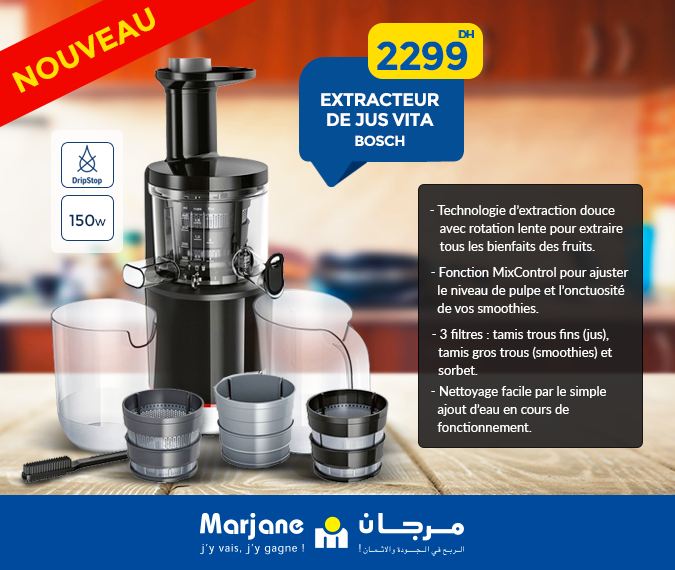 NOUVEAU
DH
2299
EXTRACTEUR
DE JUS VITA
BOSCH
DripStop
150w
- Technologie d'extraction douce
avec rotation lente pour extraire
tous les bienfaits des fruits.
- Fonction MixControl pour ajuster
le niveau de pulpe et l'onctuosité
de vos smoothies.
- 3 filtres : tamis trous fins (jus),
tamis gros trous (smoothies) et
sorbet.
- Nettoyage facile par le simple
ajout d'eau en cours de
fonctionnement.
Marjane مرجان
j'y vais, j'y gagne ! الربح في الجودة والاثمان !